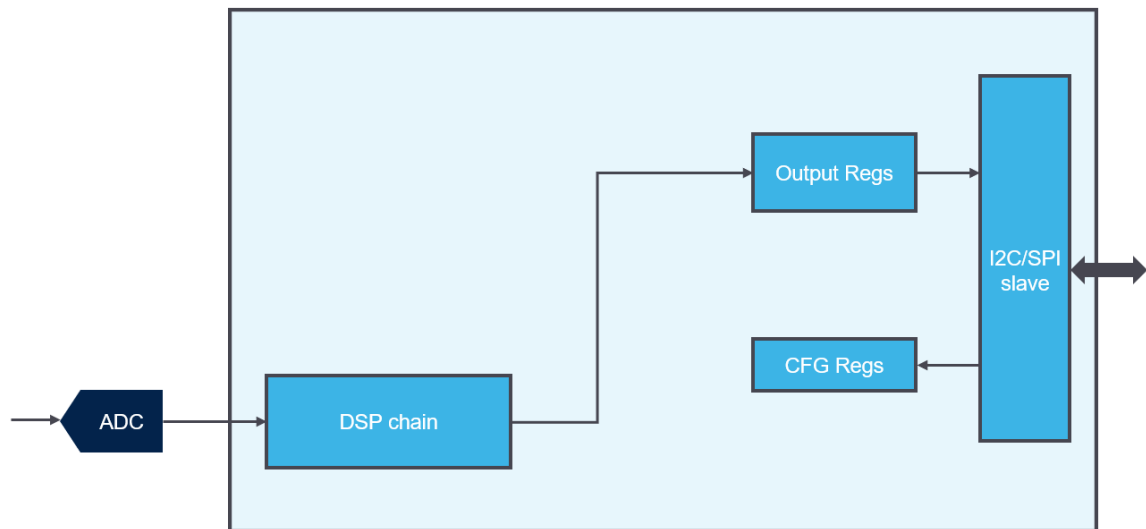 Output Regs
I2C/SPI
slave
CFG Regs
ADC
DSP chain